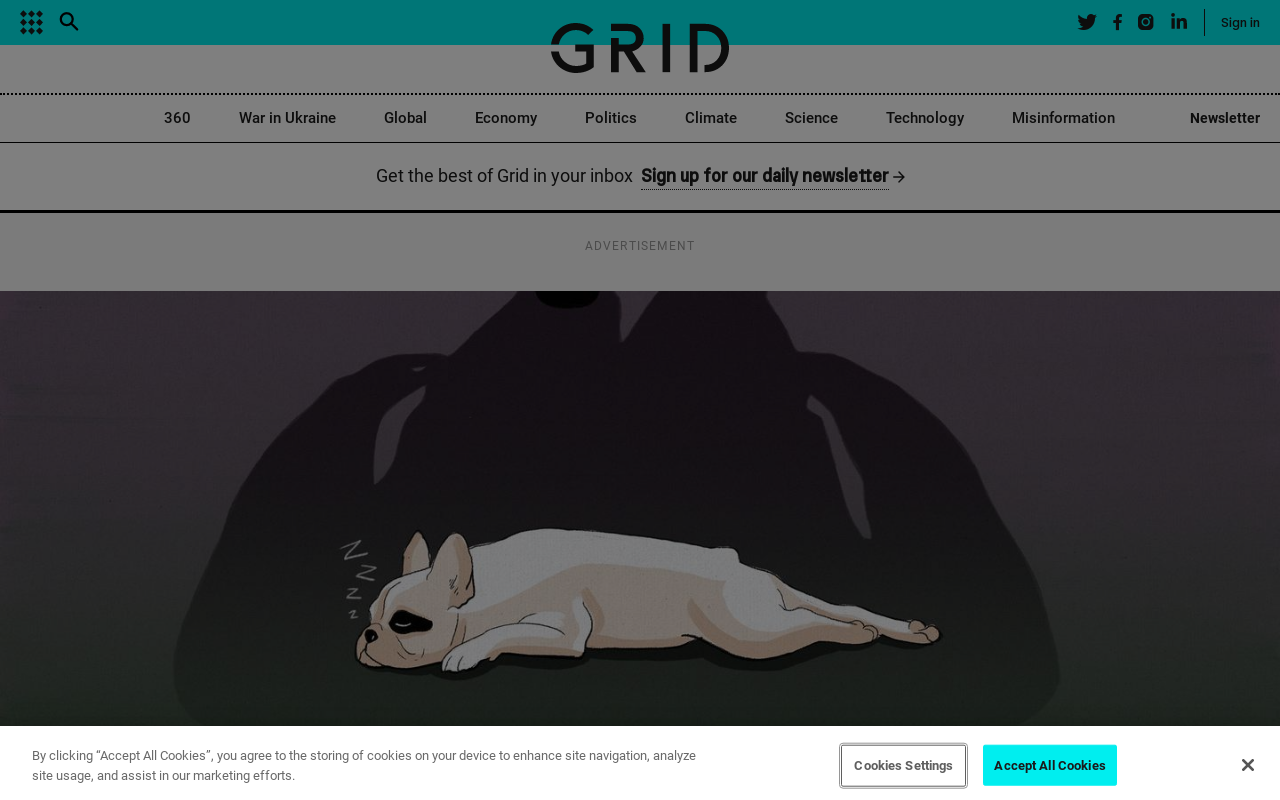 Sign in
GRID
360 War in Ukraine Global Economy Politics Climate Science Technology Misinformation Newsletter
Get the best of Grid in your inbox Sign up for our daily newsletter
ADVERTISEMENT
ZZZZ
By clicking “Accept All Cookies”, you agree to the storing of cookies on your device to enhance site navigation, analyze
site usage, and assist in our marketing efforts.
Cookies Settings
Accept All Cookies